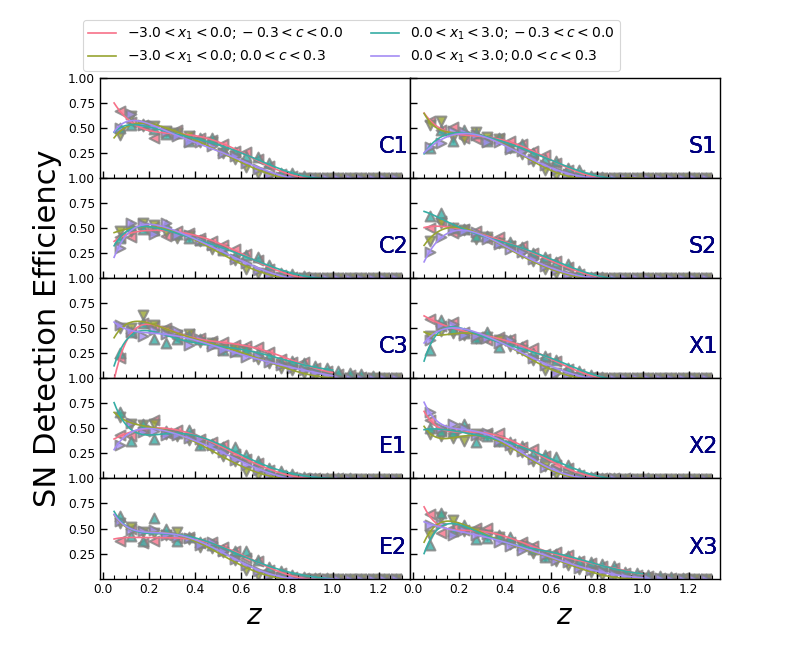 −3.0 < x₁ < 0.0; −0.3 < c < 0.0
0.0 < x₁ < 3.0; −0.3 < c < 0.0
−3.0 < x₁ < 0.0; 0.0 < c < 0.3
0.0 < x₁ < 3.0; 0.0 < c < 0.3
SN Detection Efficiency
1.00
0.75
0.50
0.25
C1
S1
1.00
0.75
0.50
0.25
C2
S2
1.00
0.75
0.50
0.25
C3
X1
1.00
0.75
0.50
0.25
E1
X2
1.00
0.75
0.50
0.25
E2
X3
0.0 0.2 0.4 0.6 0.8 1.0 1.2
0.0 0.2 0.4 0.6 0.8 1.0 1.2
z
z